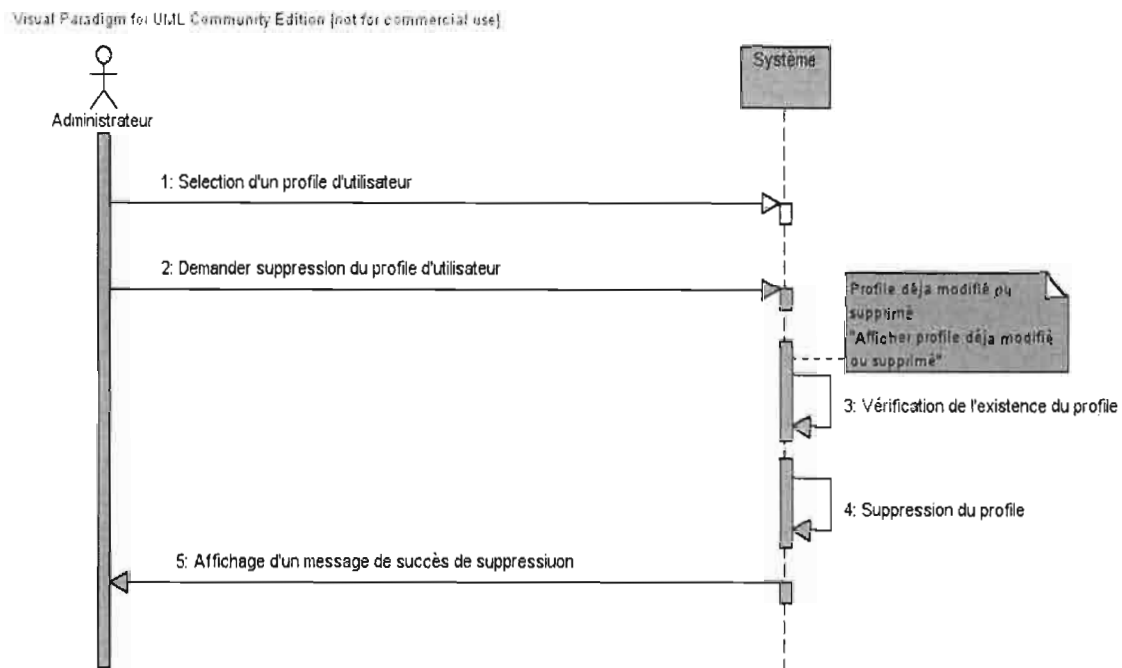 Visual Paradigm for UML Community Edition [not for commercial use]
Système
Administrateur
1: Selection d'un profile d'utilisateur
2: Demander suppression du profile d'utilisateur
Profile déja modifié ou
supprimé
"Afficher profile déja modifié
ou supprimé"
3: Vérification de l'existence du profile
4: Suppression du profile
5: Affichage d'un message de succès de suppressiuon